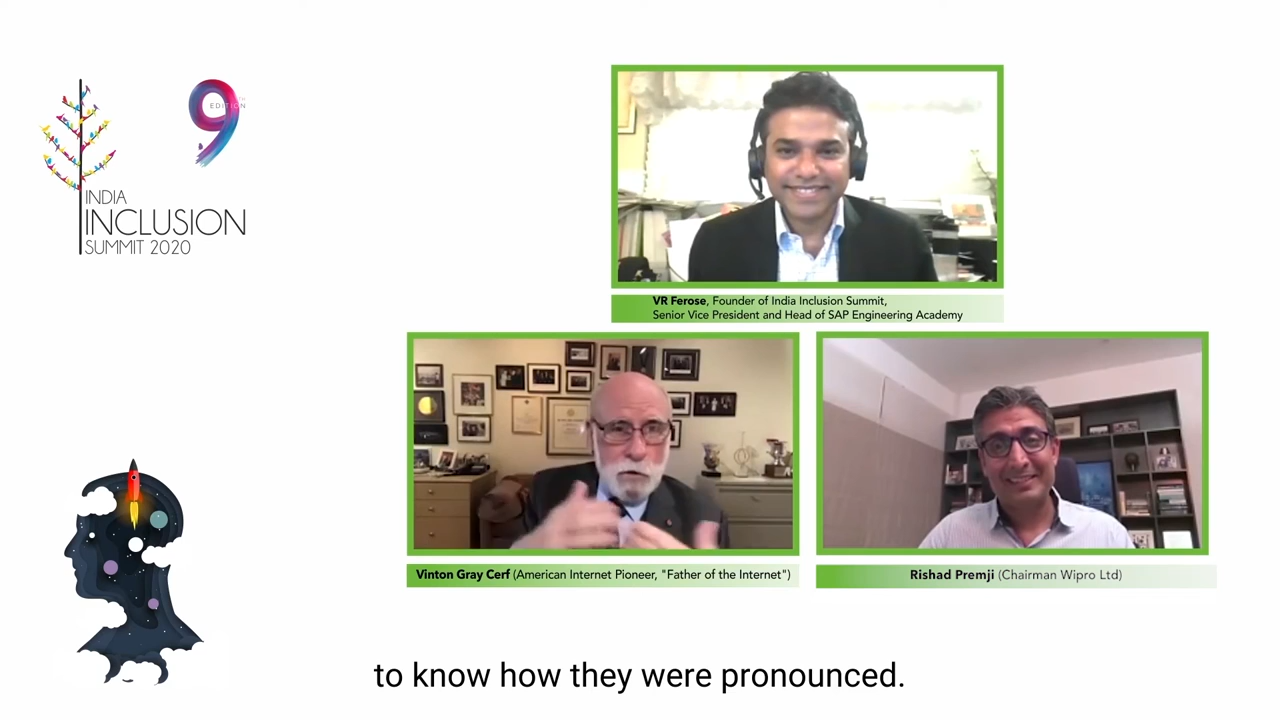 9
TH
EDITION
INDIA
INCLUSION
SUMMIT 2020
VR Ferose, Founder of India Inclusion Summit,
Senior Vice President and Head of SAP Engineering Academy
Vinton Gray Cerf (American Internet Pioneer, "Father of the Internet")
Rishad Premji (Chairman Wipro Ltd)
to know how they were pronounced.